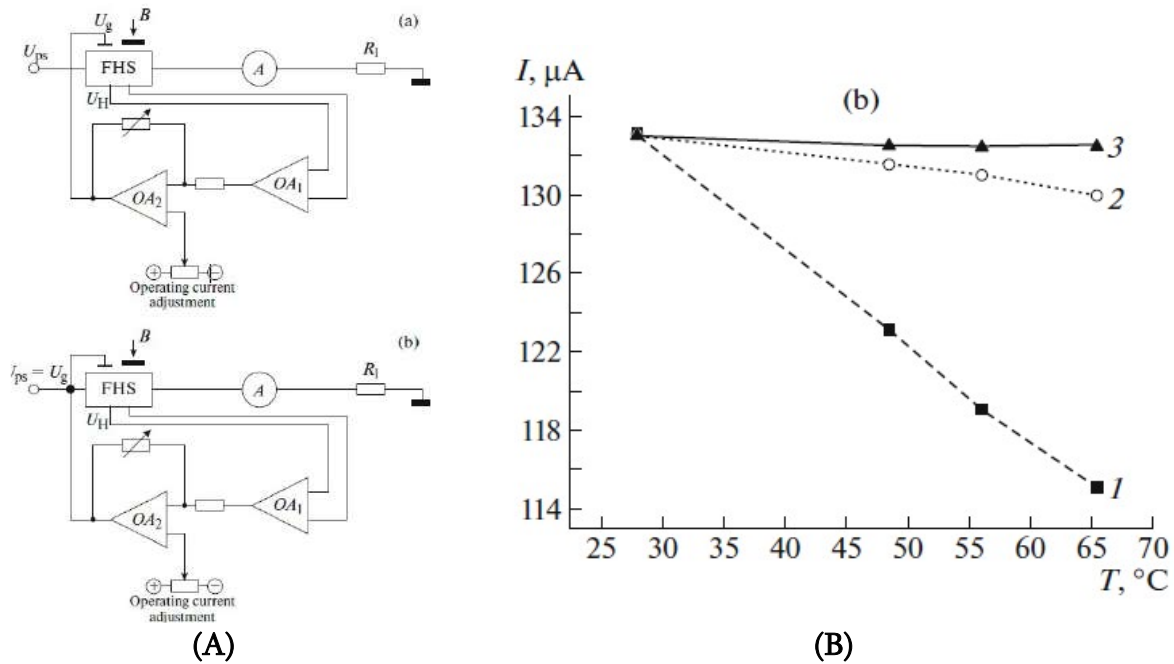 U_g
B
(a)
U_ps
FHS
A
R_1
U_H
OA_2
OA_1
+ −
Operating current
adjustment
B
(b)
/ps = U_g
FHS
A
R_1
U_H
OA_2
OA_1
+ −
Operating current
adjustment
(A)
I, μA
(b)
134
130
126
122
118
114
3
2
1
25 30 35 40 45 50 55 60 65 70
T, °C
(B)